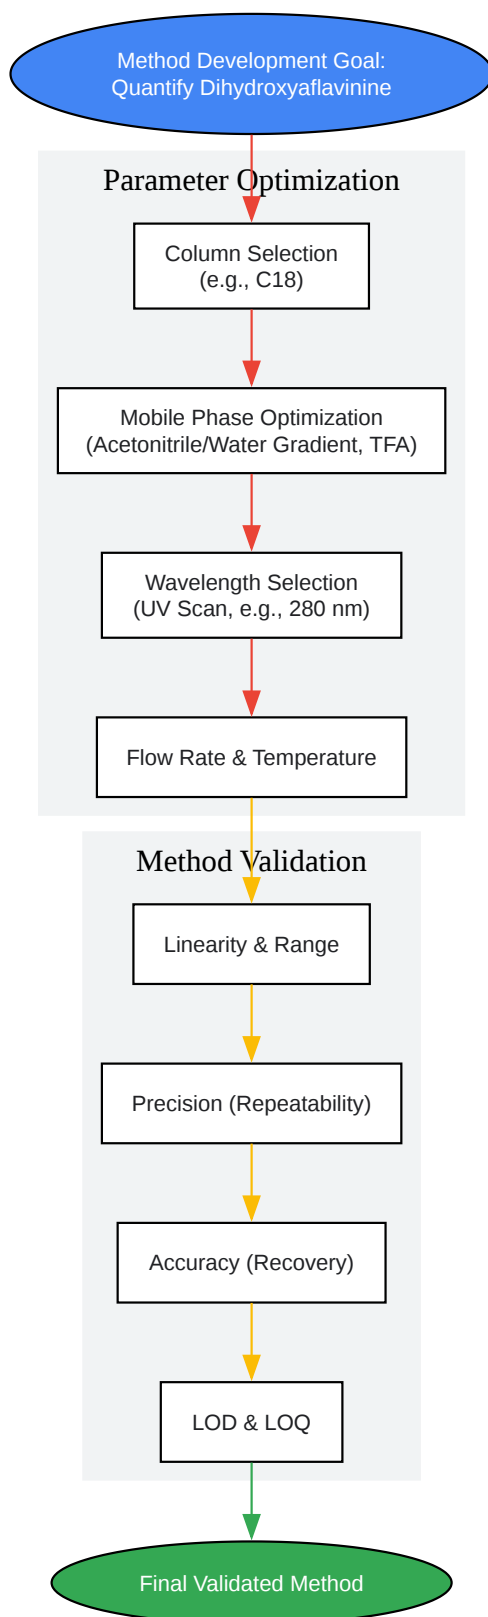 Method Development Goal:
Quantify Dihydroxyaflavinine
Parameter Optimization
Column Selection
(e.g., C18)
Mobile Phase Optimization
(Acetonitrile/Water Gradient, TFA)
Wavelength Selection
(UV Scan, e.g., 280 nm)
Flow Rate & Temperature
Method Validation
Linearity & Range
Precision (Repeatability)
Accuracy (Recovery)
LOD & LOQ
Final Validated Method